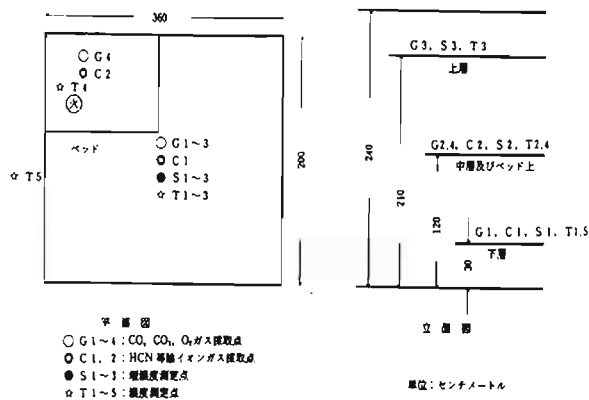 360
G4
C2
T4
火
ベッド
G1~3
C1
S1~3
T1~3
T5
200
平面図
G1~4:CO, CO₂, O₂ガス採取点
C1, 2:HCN等陰イオンガス採取点
S1~3:煙濃度測定点
T1~5:温度測定点
G3, S3, T3
上層
G2.4, C2, S2, T2.4
中層及びベッド上
G1, C1, S1, T1.5
下層
240
210
120
30
立面図
単位:センチメートル